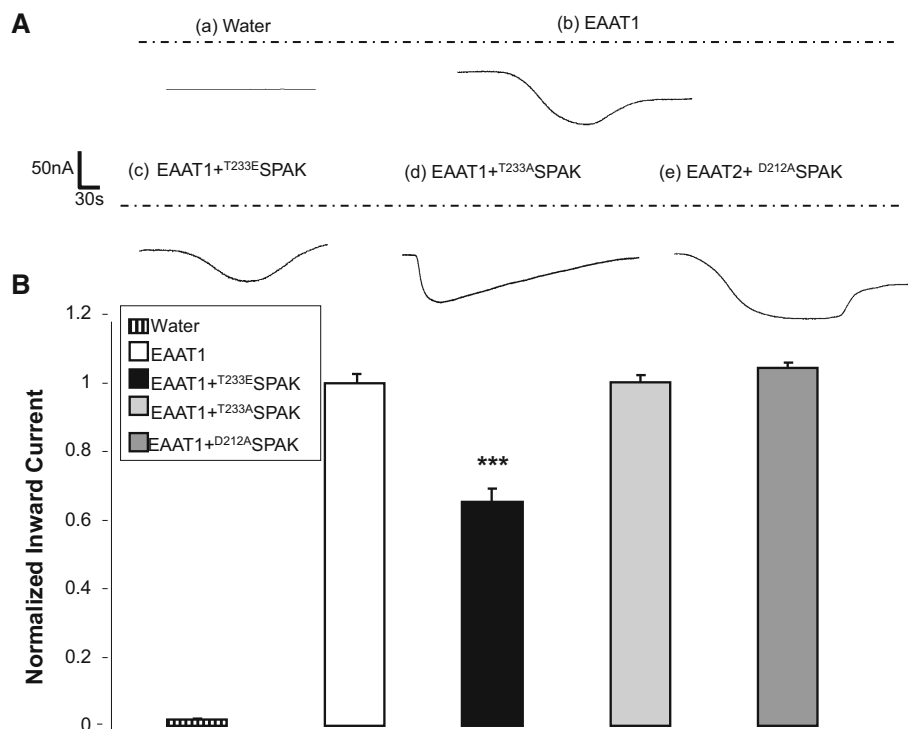 A
(a) Water
(b) EAAT1
50nA
30s
(c) EAAT1+T233ESPAK
(d) EAAT1+T233ASPAK
(e) EAAT2+ D212ASPAK
B
Normalized Inward Current
1.2
1
0.8
0.6
0.4
0.2
0
Water
EAAT1
EAAT1+T233ESPAK
EAAT1+T233ASPAK
EAAT1+D212ASPAK
***